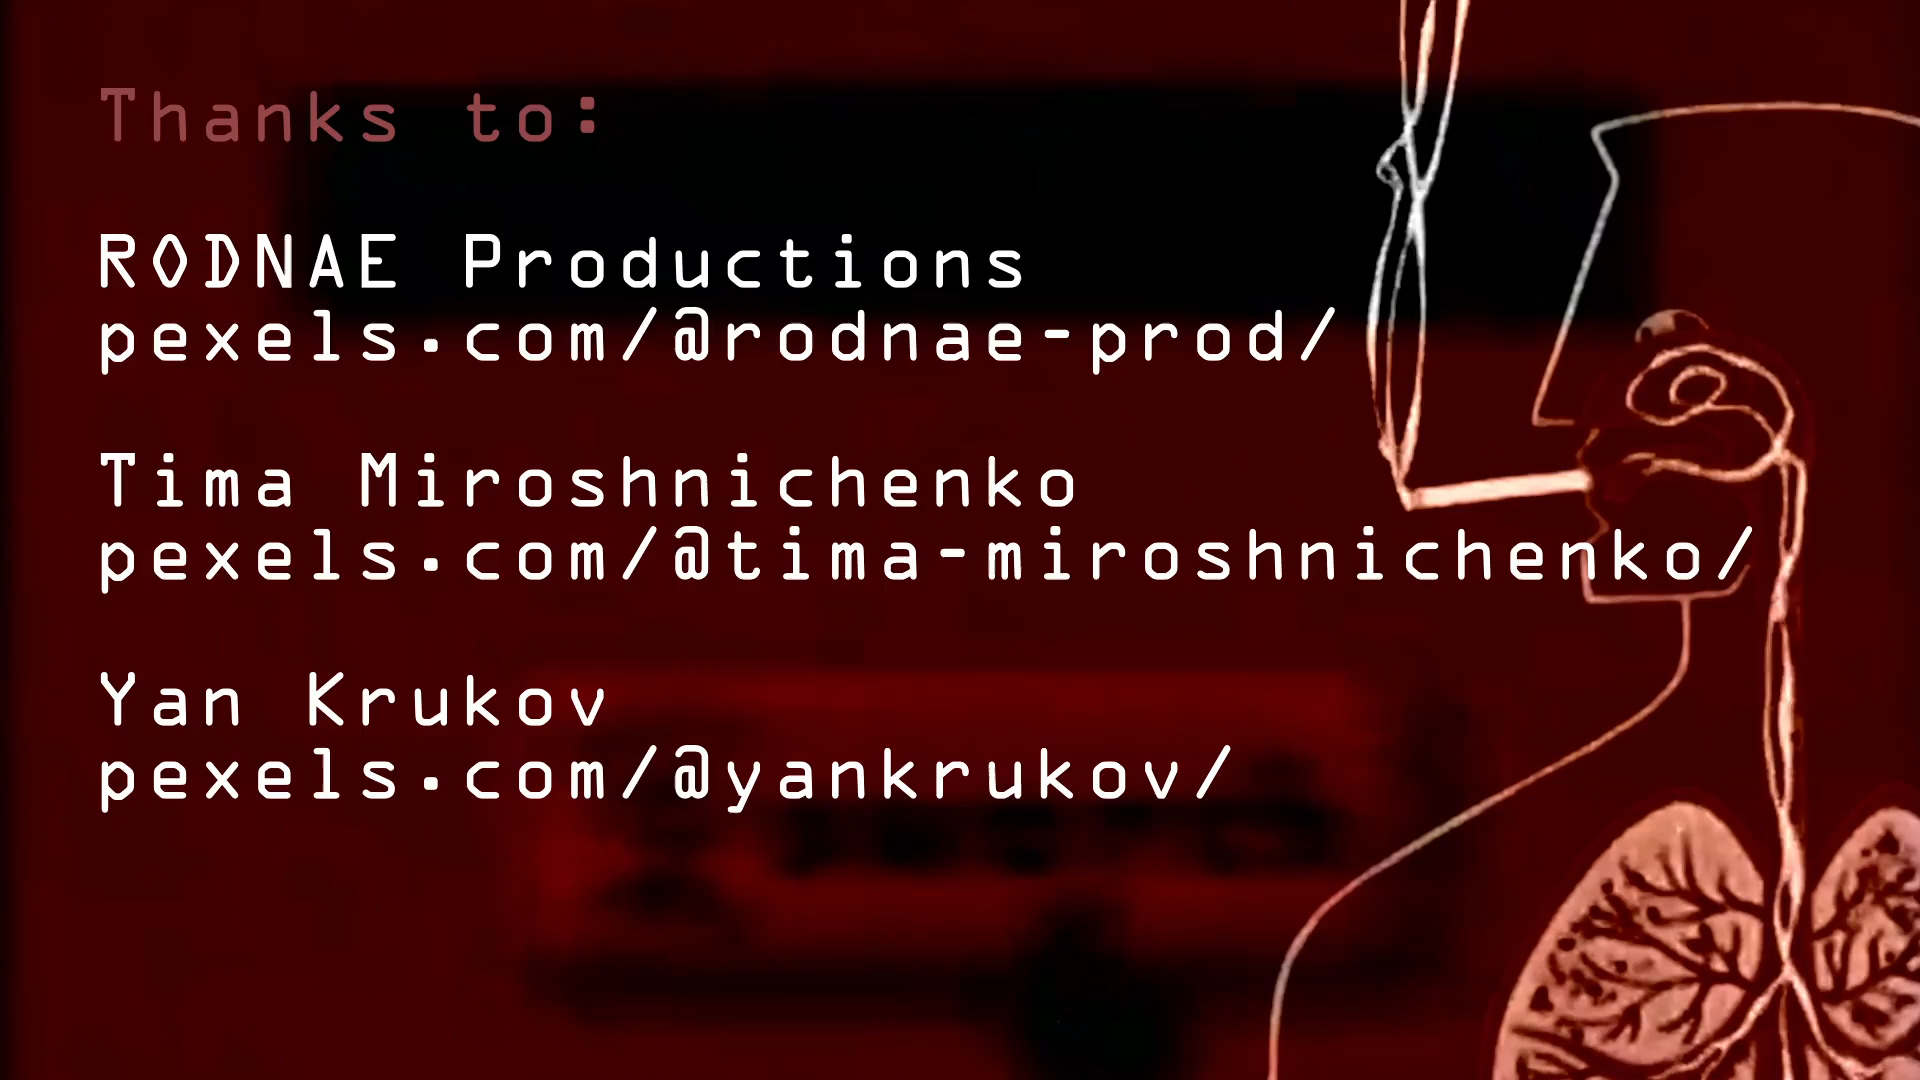 Thanks to:
RODNAE Productions
pexels.com/@rodnae-prod/
Tima Miroshnichenko
pexels.com/@tima-miroshnichenko/
Yan Krukov
pexels.com/@yankrukov/